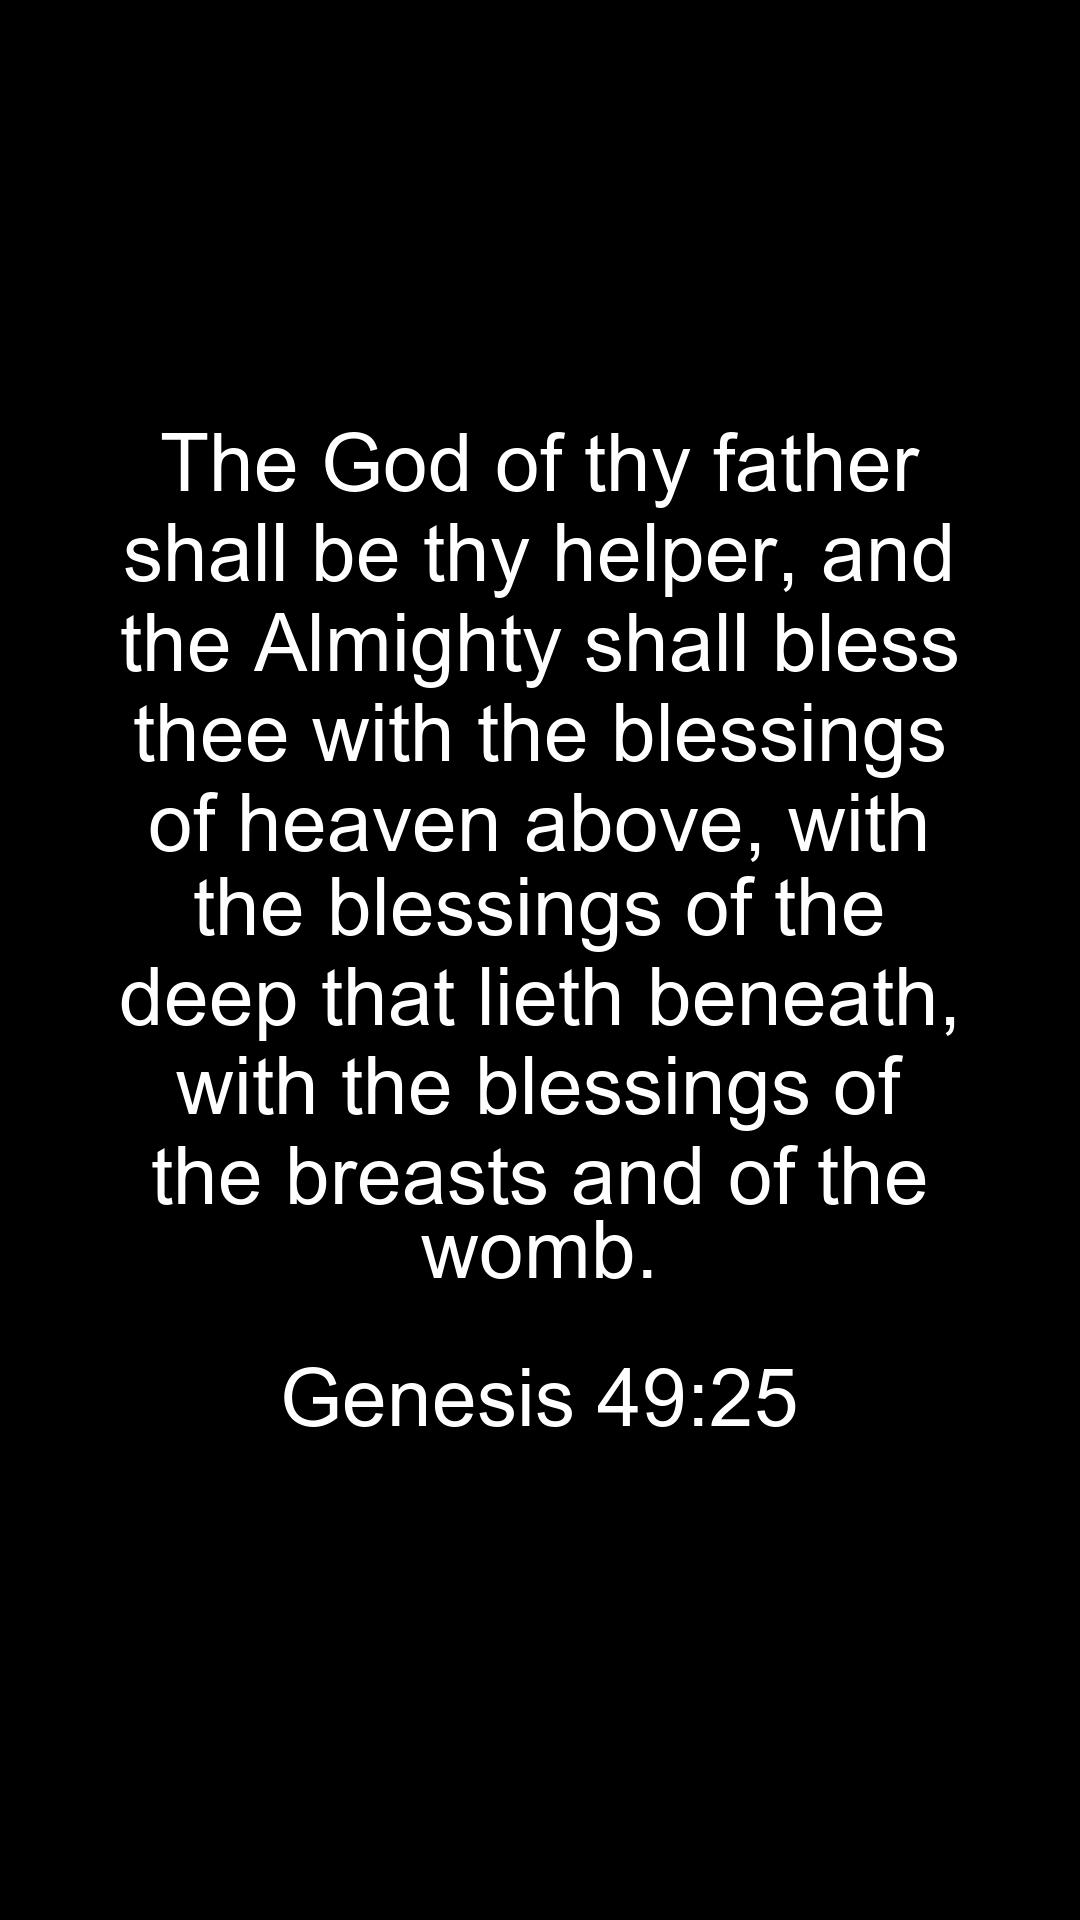 The God of thy father
shall be thy helper, and
the Almighty shall bless
thee with the blessings
of heaven above, with
the blessings of the
deep that lieth beneath,
with the blessings of
the breasts and of the
womb.
Genesis 49:25